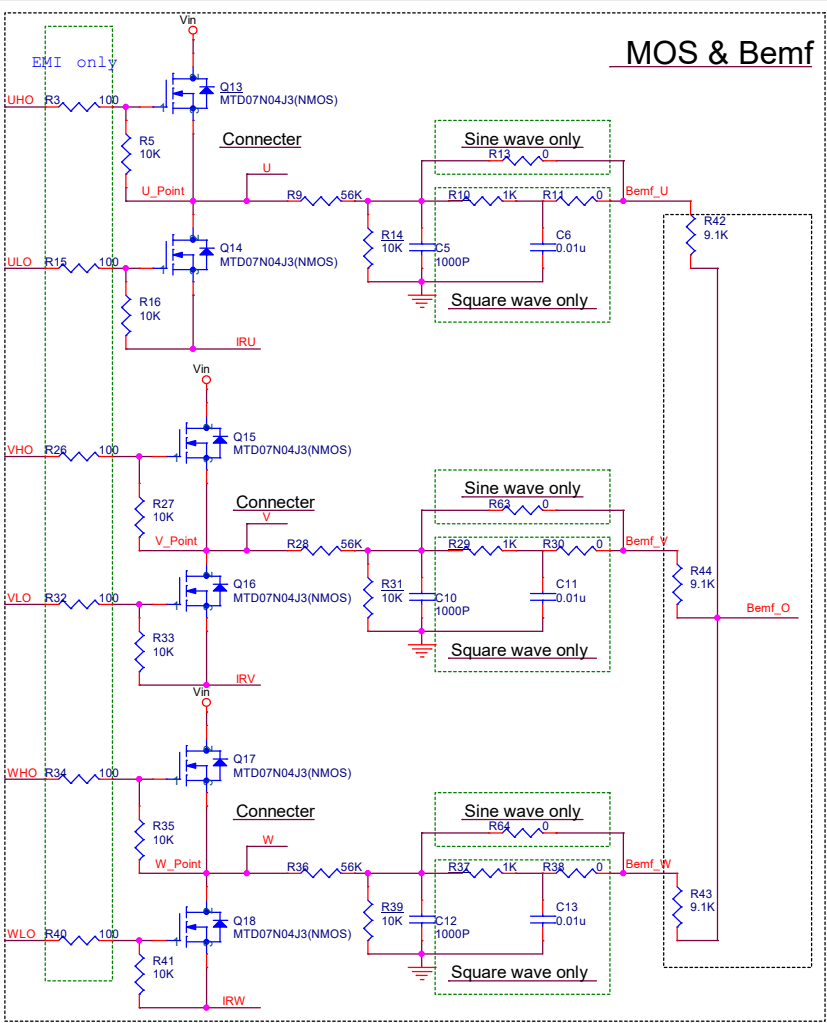 MOS & Bemf
Vin
EMI only
Q13
MTD07N04J3(NMOS)
UHO R3 100
R5
10K
Connecter
U_Point
U
R9 56K
Sine wave only
R13 0
R10 1K R11 0
Bemf_U
R42
9.1K
R14
10K
C5
1000P
C6
0.01u
Square wave only
Q14
MTD07N04J3(NMOS)
ULO R15 100
R16
10K
IRU
Vin
Q15
MTD07N04J3(NMOS)
VHO R26 100
R27
10K
Connecter
V_Point
V
R28 56K
Sine wave only
R63 0
R29 1K R30 0
Bemf_V
R44
9.1K
Bemf_O
R31
10K
C10
1000P
C11
0.01u
Square wave only
Q16
MTD07N04J3(NMOS)
VLO R32 100
R33
10K
IRV
Vin
Q17
MTD07N04J3(NMOS)
WHO R34 100
R35
10K
Connecter
W_Point
W
R36 56K
Sine wave only
R64 0
R37 1K R38 0
Bemf_W
R43
9.1K
R39
10K
C12
1000P
C13
0.01u
Square wave only
Q18
MTD07N04J3(NMOS)
WLO R40 100
R41
10K
IRW